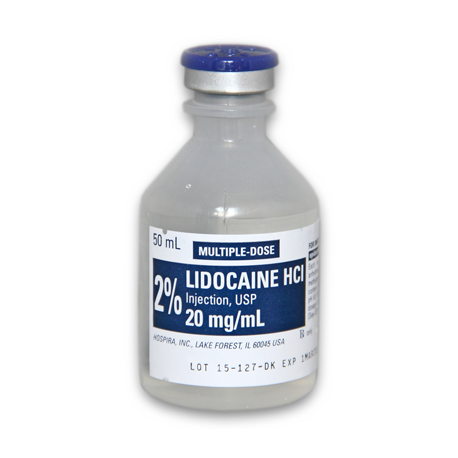 50 mL
MULTIPLE-DOSE
2%
LIDOCAINE HCl
Injection, USP
20 mg/mL
HOSPIRA, INC., LAKE FOREST, IL 60045 USA
LOT 15-127-DK EXP